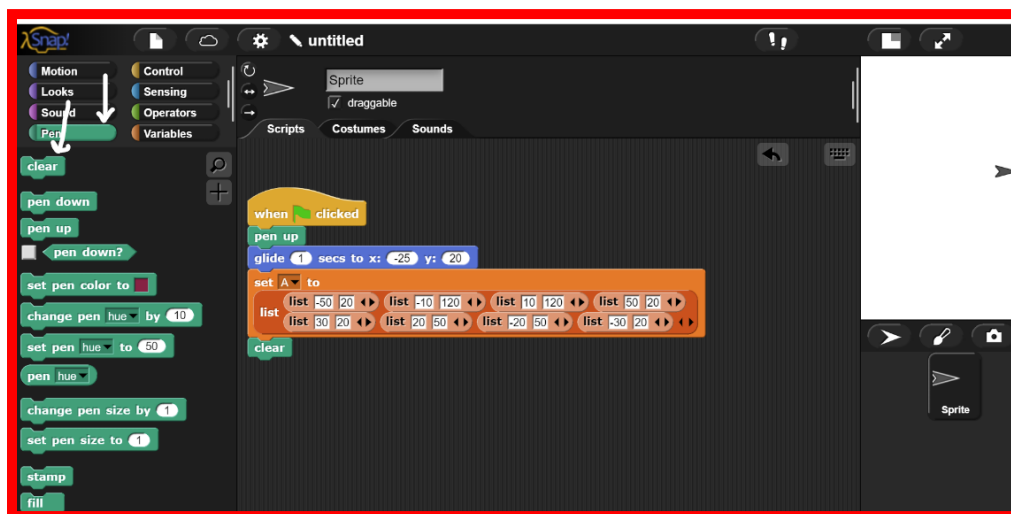 λSnap!
untitled
Motion
Control
Looks
Sensing
Sound
Operators
Pen
Variables
Sprite
draggable
Scripts
Costumes
Sounds
clear
pen down
pen up
pen down?
set pen color to
change pen hue by 10
set pen hue to 50
pen hue
change pen size by 1
set pen size to 1
stamp
fill
when clicked
pen up
glide 1 secs to x: -25 y: 20
set A to
list
list -50 20 list -10 120 list 10 120 list 50 20
list 30 20 list 20 50 list -20 50 list -30 20
clear
Sprite